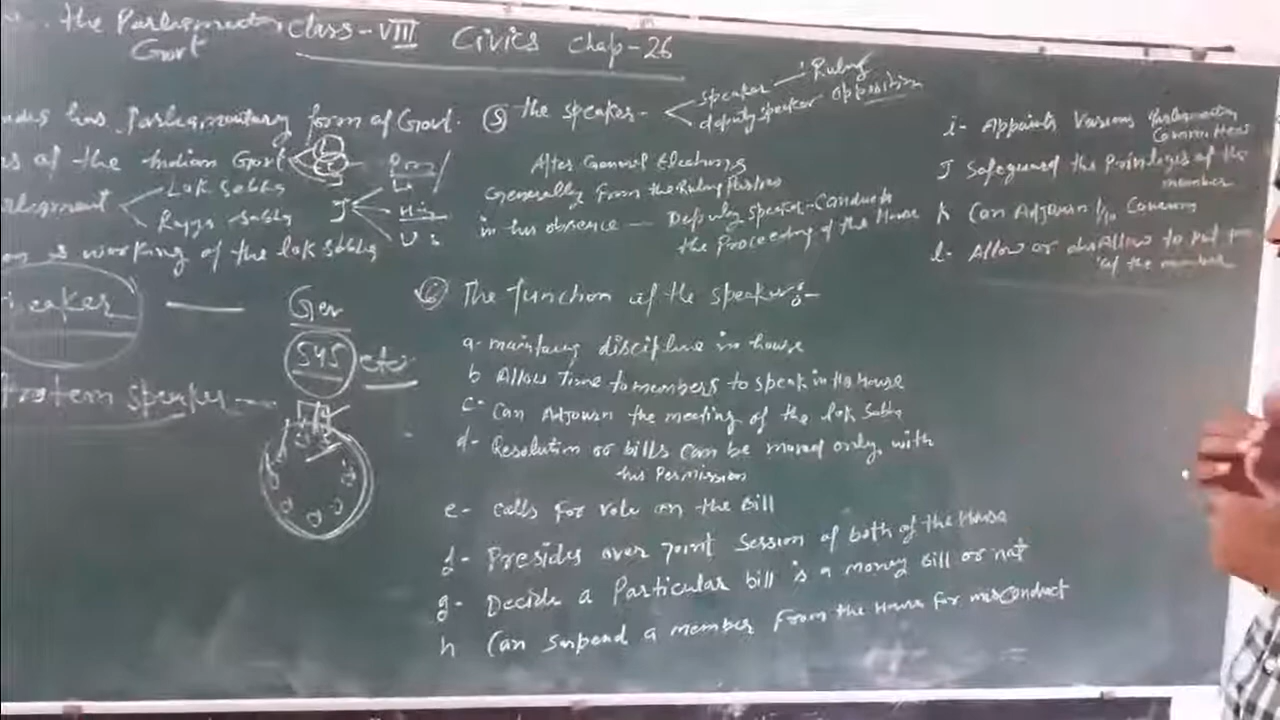 the Parliamentary Class-VIII Civics Chap-26
Govt
has Parliamentary form of Govt.
of the Indian Govt
Lok Sabha
Rajya Sabha
working of the lok Sabha
eaker — Gen
545
Protem speaker —
⑤ the speaker -
speaker — Ruling
deputy speaker opposition
After General Elections
Generally from the Ruling
in his absence — Deputy speaker - Conducts
the Proceeding of the House
⑥ The function of the speaker:-
a- maintains discipline in house
b Allow Time to members to speak in the House
c- Can Adjourn the meeting of the lok Sabha
d- Resolution or bills can be moved only with
his Permission
e- Calls For vote on the Bill
f- Presides over joint Session of both of the House
g- Decide a Particular bill is a money Bill or not
h Can suspend a member from the House for misconduct
i- Appoints Various Parliamentary
Committees
J Safeguard the Privileges of the
member
k Can Adjourn
l- Allow or disAllow to put
of the member